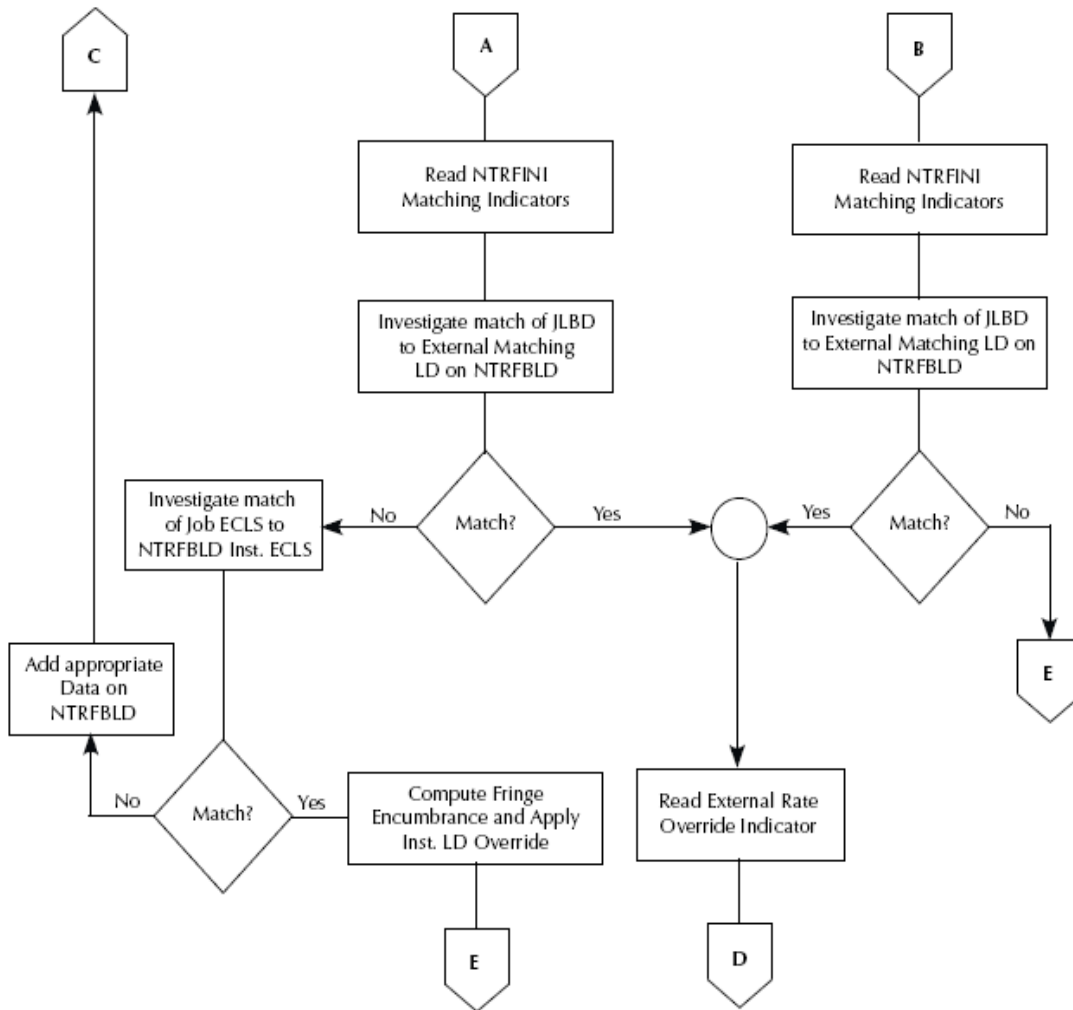 C
A
B
Read NTRFINI
Matching Indicators
Read NTRFINI
Matching Indicators
Investigate match of JLBD
to External Matching
LD on NTRFBLD
Investigate match of JLBD
to External Matching LD on
NTRFBLD
Investigate match
of Job ECLS to
NTRFBLD Inst. ECLS
No
Match?
Yes
Yes
Match?
No
Add appropriate
Data on
NTRFBLD
E
No
Match?
Yes
Compute Fringe
Encumbrance and Apply
Inst. LD Override
Read External Rate
Override Indicator
E
D